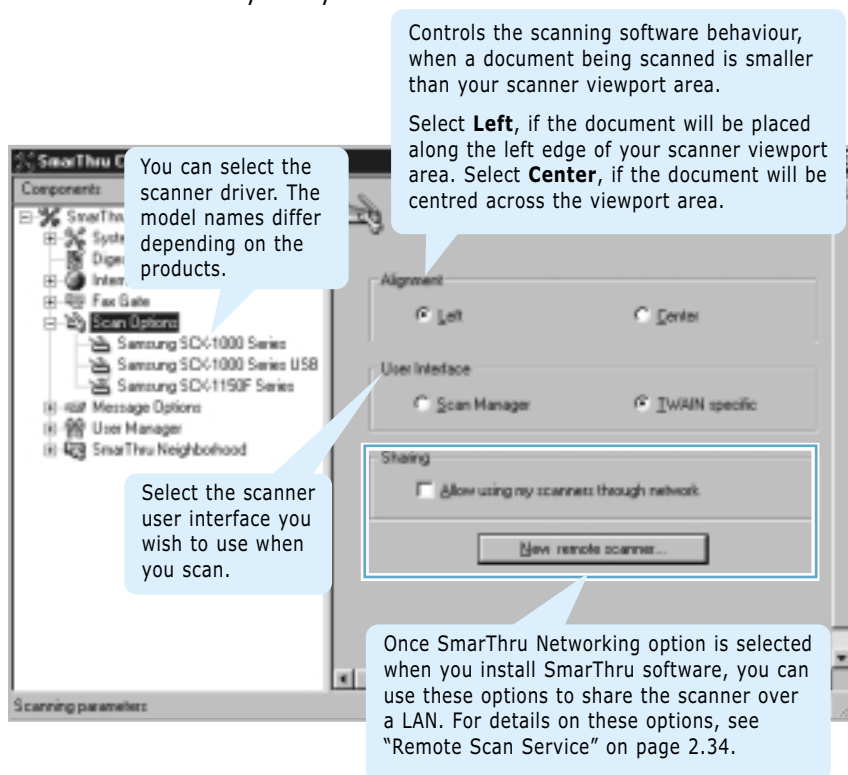 Controls the scanning software behaviour,
when a document being scanned is smaller
than your scanner viewport area.
Select Left, if the document will be placed
along the left edge of your scanner viewport
area. Select Center, if the document will be
centred across the viewport area.
You can select the
scanner driver. The
model names differ
depending on the
products.
SmarThru C
Components
SmarThru
Syste
Diges
Intern
Fax Gate
Scan Options
Samsung SCX-1000 Series
Samsung SCX-1000 Series USB
Samsung SCX-1150F Series
Message Options
User Manager
SmarThru Neighborhood
Alignment
Left
Center
User Interface
Scan Manager
TWAIN specific
Sharing
Allow using my scanners through network
New remote scanner...
Select the scanner
user interface you
wish to use when
you scan.
Once SmarThru Networking option is selected
when you install SmarThru software, you can
use these options to share the scanner over
a LAN. For details on these options, see
“Remote Scan Service” on page 2.34.
Scanning parameters